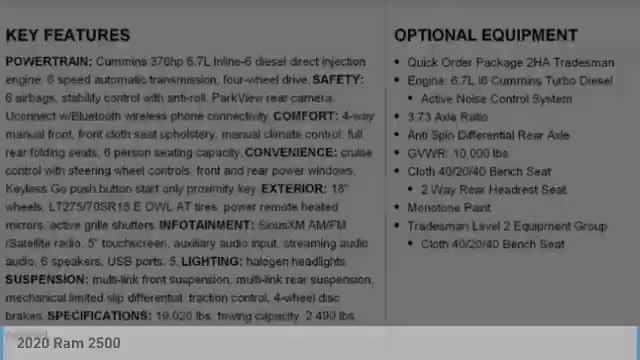 KEY FEATURES
POWERTRAIN: Cummins 370hp 6.7L Inline-6 diesel direct injection
engine, 6 speed automatic transmission, four-wheel drive. SAFETY:
6 airbags, stability control with anti-roll, ParkView rear camera,
Uconnect w/Bluetooth wireless phone connectivity. COMFORT: 4-way
manual front, front cloth seat upholstery, manual climate control, full
rear folding seats, 6 person seating capacity. CONVENIENCE: cruise
control with steering wheel controls, front and rear power windows,
Keyless Go push button start only proximity key. EXTERIOR: 18"
wheels, LT275/70SR18 E OWL AT tires, power remote heated
mirrors, active grille shutters. INFOTAINMENT: SiriusXM AM/FM
/Satellite radio, 5" touchscreen, auxiliary audio input, streaming audio
audio, 6 speakers, USB ports: 5. LIGHTING: halogen headlights.
SUSPENSION: multi-link front suspension, multi-link rear suspension,
mechanical limited slip differential, traction control, 4-wheel disc
brakes. SPECIFICATIONS: 19,020 lbs. towing capacity, 2,490 lbs.
OPTIONAL EQUIPMENT
• Quick Order Package 2HA Tradesman
• Engine: 6.7L I6 Cummins Turbo Diesel
• Active Noise Control System
• 3.73 Axle Ratio
• Anti Spin Differential Rear Axle
• GVWR: 10,000 lbs
• Cloth 40/20/40 Bench Seat
• 2 Way Rear Headrest Seat
• Monotone Paint
• Tradesman Level 2 Equipment Group
• Cloth 40/20/40 Bench Seat
2020 Ram 2500